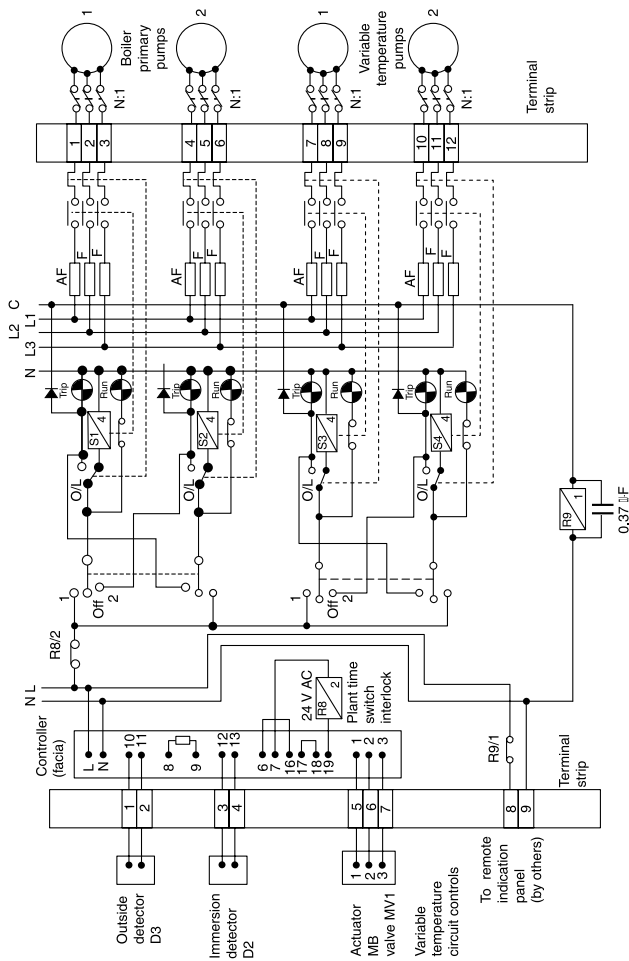 1
2
1
2
Boiler
primary
pumps
Variable
temperature
pumps
N:1
N:1
N:1
N:1
Terminal
strip
1
2
3
4
5
6
7
8
9
10
11
12
AF
F
F
AF
F
F
AF
F
F
AF
F
F
C
L1
L2
L3
N
Trip
Run
Trip
Run
Trip
Run
Trip
Run
S1
4
S2
4
S3
4
S4
4
O/L
O/L
O/L
O/L
1
Off
2
1
Off
2
R9
1
0.37 ▯·F
R8/2
N L
24 V AC
R8
2
Plant time
switch
interlock
Controller
(facia)
L
N
10
11
8
9
12
13
6
7
16
17
18
19
1
2
3
R9/1
Terminal
strip
1
2
3
4
5
6
7
8
9
1
2
3
Outside
detector
D3
Immersion
detector
D2
Actuator
MB
valve MV1
Variable
temperature
circuit controls
To remote
indication
panel
(by others)